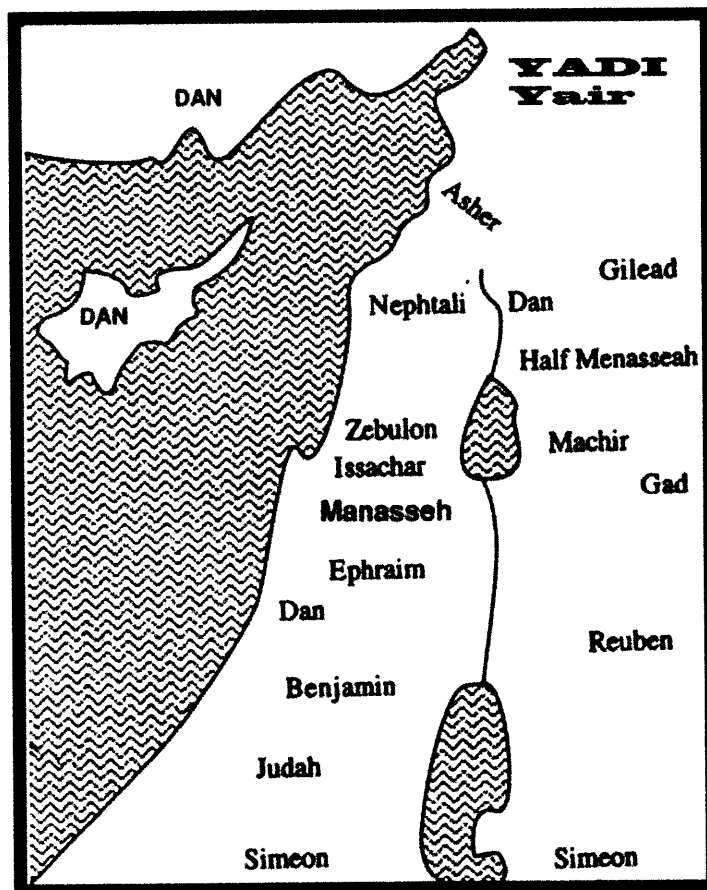 YADI
Yair
DAN
Asher
Gilead
DAN
Nephtali
Dan
Half Menasseah
Zebulon
Machir
Issachar
Gad
Manasseh
Ephraim
Dan
Reuben
Benjamin
Judah
Simeon
Simeon